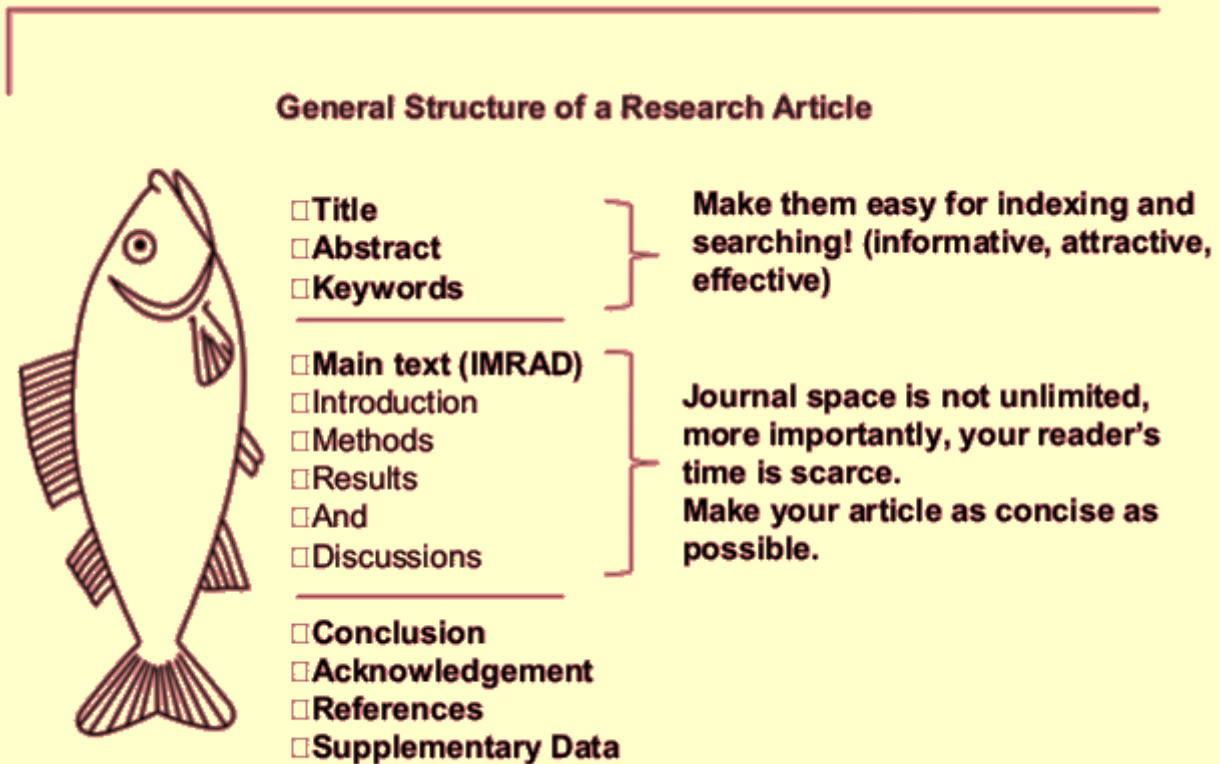 General Structure of a Research Article
□Title
□Abstract
□Keywords
Make them easy for indexing and
searching! (informative, attractive,
effective)
□Main text (IMRAD)
□Introduction
□Methods
□Results
□And
□Discussions
Journal space is not unlimited,
more importantly, your reader's
time is scarce.
Make your article as concise as
possible.
□Conclusion
□Acknowledgement
□References
□Supplementary Data